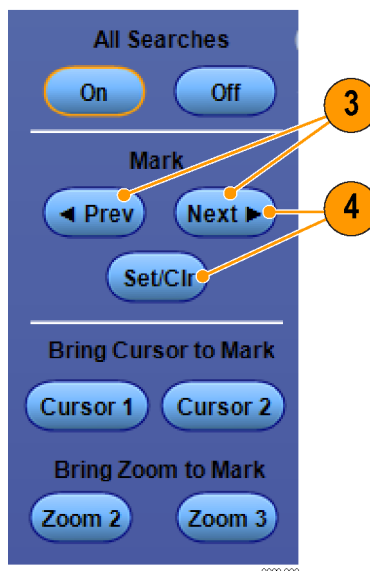 All Searches
On Off
3
Mark
◄ Prev Next ►
4
Set/Clr
Bring Cursor to Mark
Cursor 1 Cursor 2
Bring Zoom to Mark
Zoom 2 Zoom 3